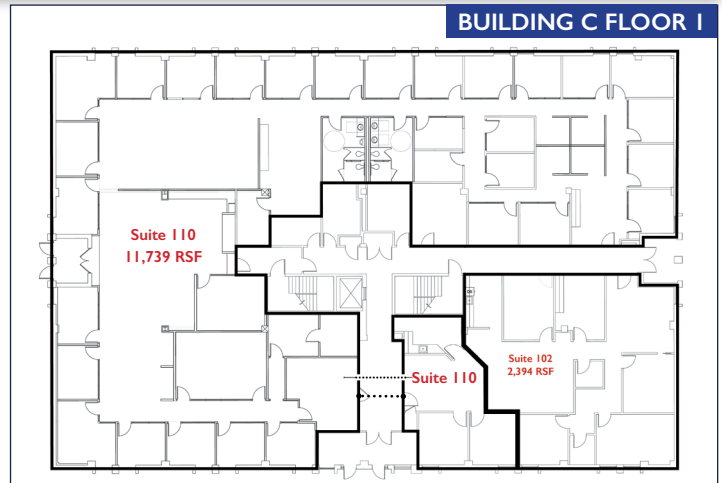 BUILDING C FLOOR 1
Suite 110
11,739 RSF
Suite 102
2,394 RSF
Suite 110